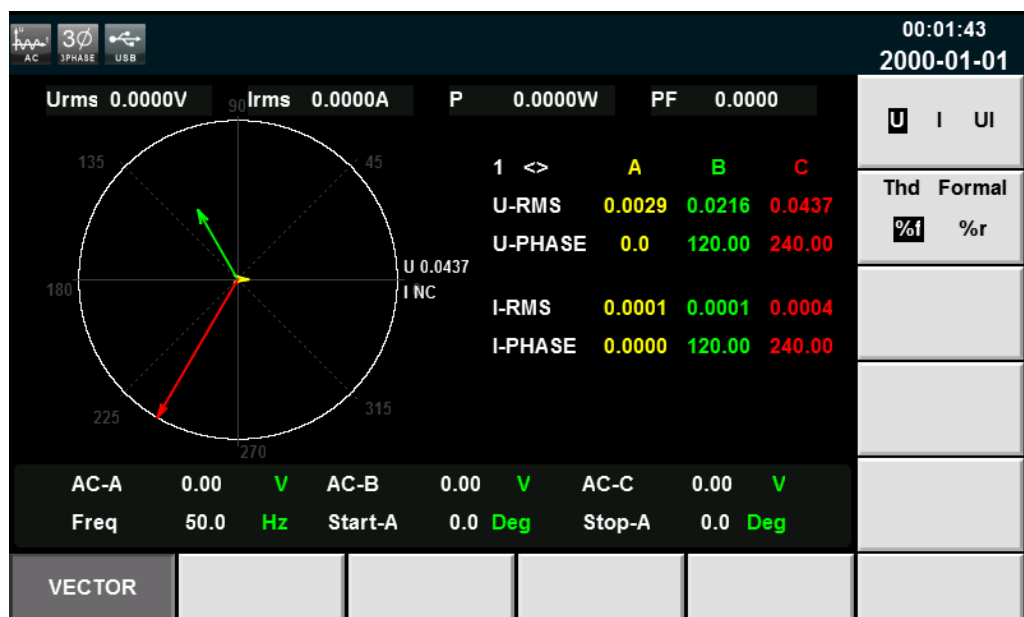 U
AC
3Ø
3PHASE
USB
00:01:43
2000-01-01
Urms 0.0000V Irms 0.0000A P 0.0000W PF 0.0000
U I UI
Thd Formal
%f %r
90
135
45
180
225
315
270
U 0.0437
I NC
1 <> A B C
U-RMS 0.0029 0.0216 0.0437
U-PHASE 0.0 120.00 240.00
I-RMS 0.0001 0.0001 0.0004
I-PHASE 0.0000 120.00 240.00
AC-A 0.00 V AC-B 0.00 V AC-C 0.00 V
Freq 50.0 Hz Start-A 0.0 Deg Stop-A 0.0 Deg
VECTOR